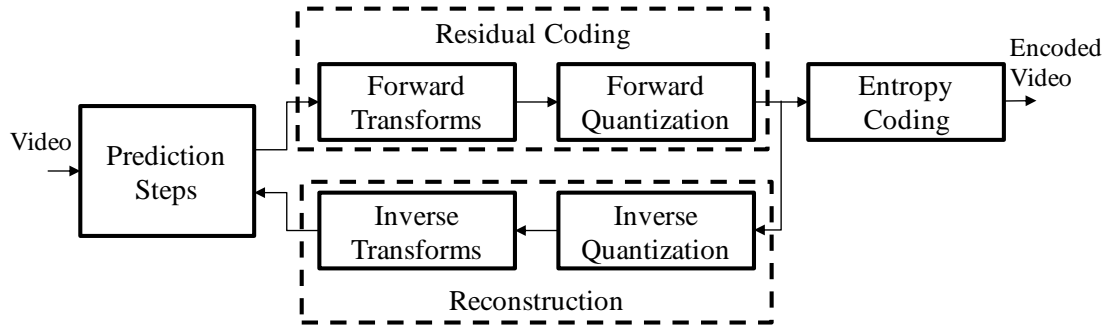 Residual Coding
Forward
Transforms
Forward
Quantization
Entropy
Coding
Encoded
Video
Video
Prediction
Steps
Inverse
Transforms
Inverse
Quantization
Reconstruction